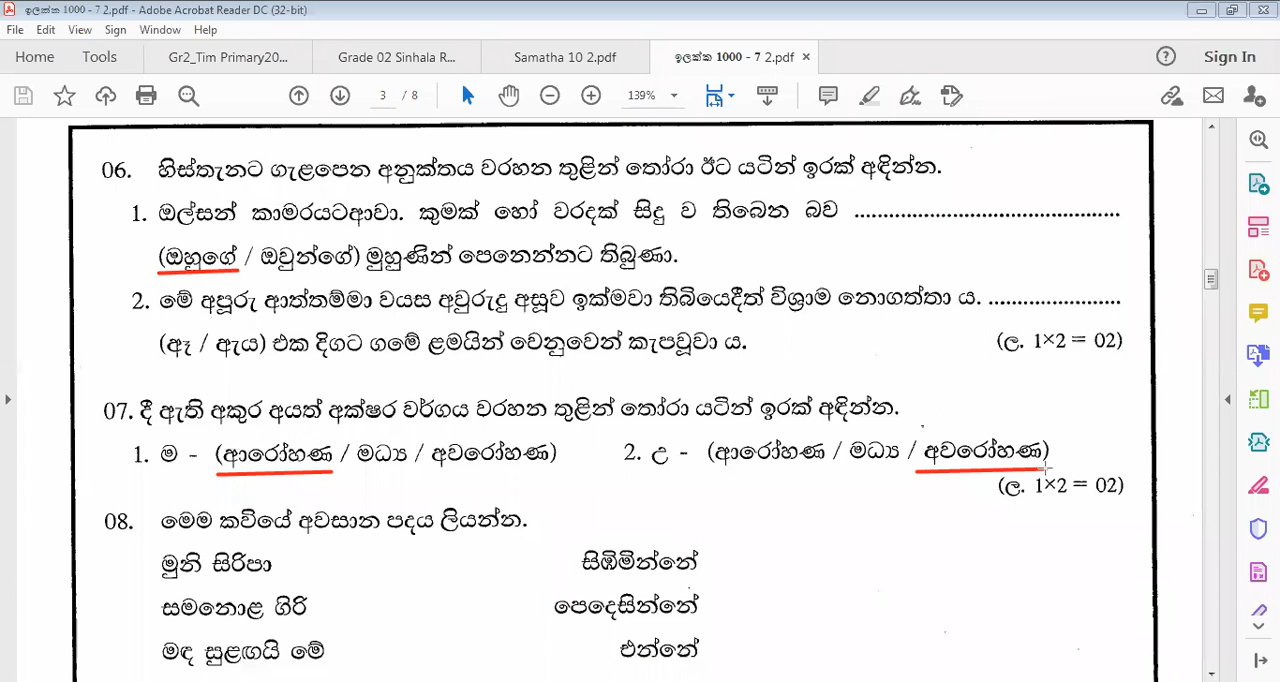 ඉලක්ක 1000 - 7 2.pdf - Adobe Acrobat Reader DC (32-bit)
File Edit View Sign Window Help
Home Tools Gr2_Tim Primary20... Grade 02 Sinhala R... Samatha 10 2.pdf ඉලක්ක 1000 - 7 2.pdf × Sign In
3 / 8 139%
06. හිස්තැනට ගැළපෙන අනුක්තය වරහන තුළින් තෝරා ඊට යටින් ඉරක් අඳින්න.
1. ඔල්සන් කාමරයටආවා. කුමක් හෝ වරදක් සිදු ව තිබෙන බව ................................................
(ඔහුගේ / ඔවුන්ගේ) මුහුණින් පෙනෙන්නට තිබුණා.
2. මේ අපූරු ආත්තම්මා වයස අවුරුදු අසූව ඉක්මවා තිබියෙදීත් විශ්‍රාම නොගත්තා ය. ........................
(ඈ / ඇය) එක දිගට ගමේ ළමයින් වෙනුවෙන් කැපවූවා ය. (ල. 1×2 = 02)
07. දී ඇති අකුර අයත් අක්ෂර වර්ගය වරහන තුළින් තෝරා යටින් ඉරක් අඳින්න.
1. ම - (ආරෝහණ / මධ්‍ය / අවරෝහණ) 2. උ - (ආරෝහණ / මධ්‍ය / අවරෝහණ)
(ල. 1×2 = 02)
08. මෙම කවියේ අවසාන පදය ලියන්න.
මුනි සිරිපා සිඹිමින්නේ
සමනොළ ගිරි පෙදෙසින්නේ
මඳ සුළඟයි මේ එන්නේ